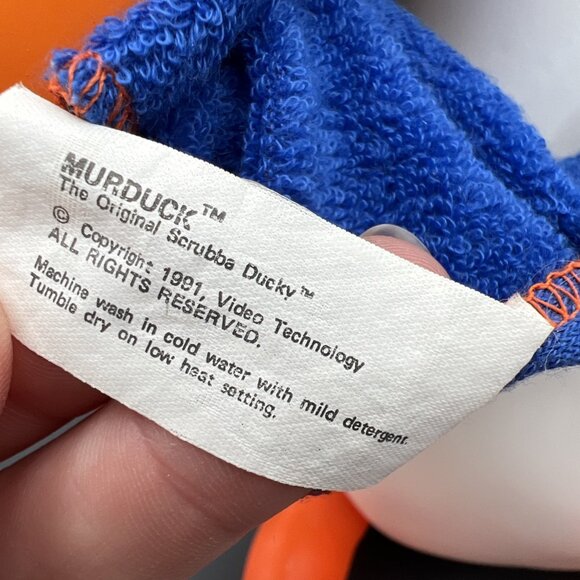 MURDUCK™
The Original Scrubba Ducky™
© Copyright 1991, Video Technology
ALL RIGHTS RESERVED.
Machine wash in cold water with mild detergent.
Tumble dry on low heat setting.